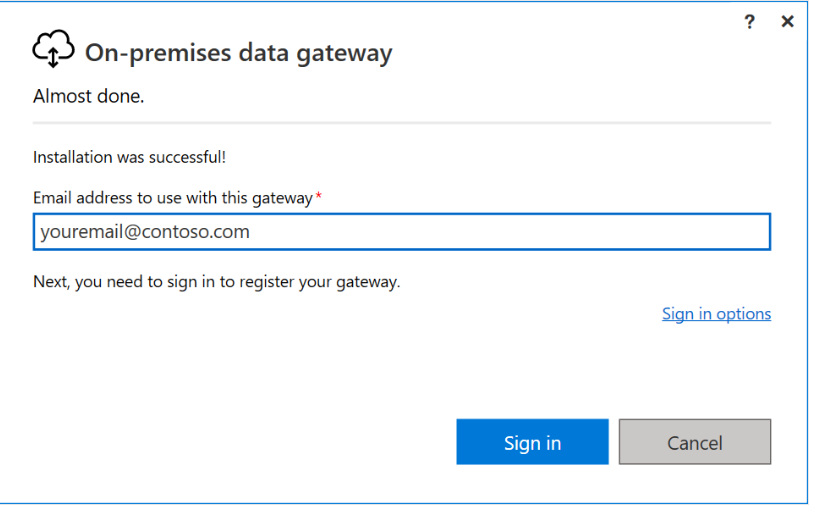 ?
On-premises data gateway
Almost done.
Installation was successful!
Email address to use with this gateway *
youremail@contoso.com
Next, you need to sign in to register your gateway.
Sign in options
Sign in
Cancel